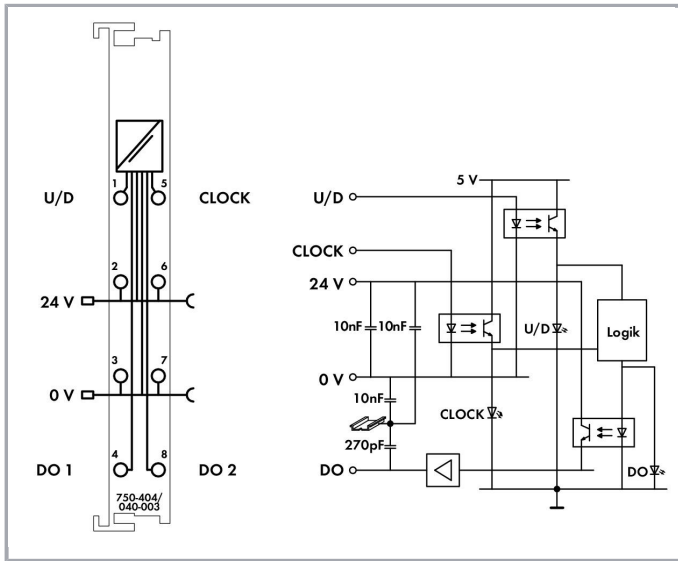 1 5
U/D CLOCK
2 6
24 V
3 7
0 V
DO 1 4 8 DO 2
750-404/
040-003
5 V
U/D
CLOCK
24 V
10nF 10nF
U/D
Logik
0 V
10nF
CLOCK
270pF
DO
DO